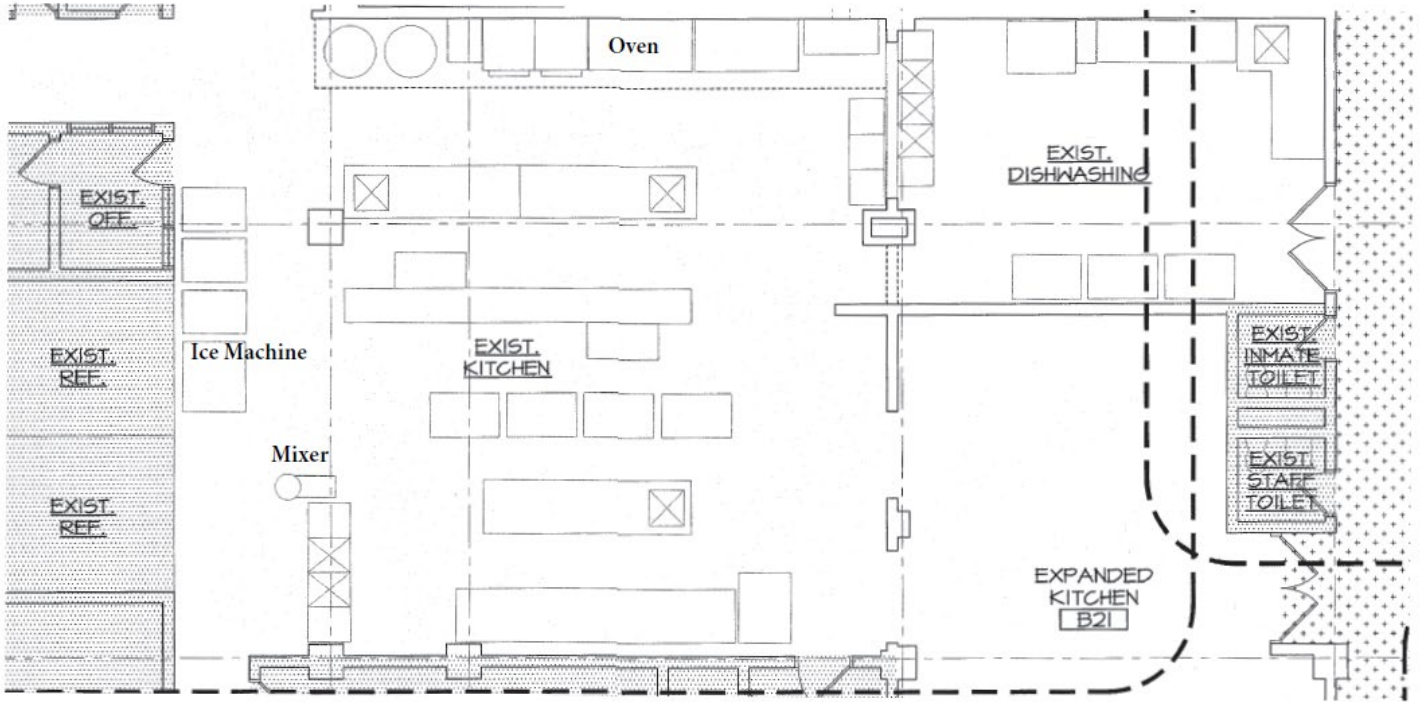 Oven
EXIST.
DISHWASHING
EXIST.
OFF.
EXIST.
REF.
Ice Machine
EXIST.
KITCHEN
EXIST.
INMATE
TOILET
Mixer
EXIST.
REF.
EXIST.
STAFF
TOILET
EXPANDED
KITCHEN
B21